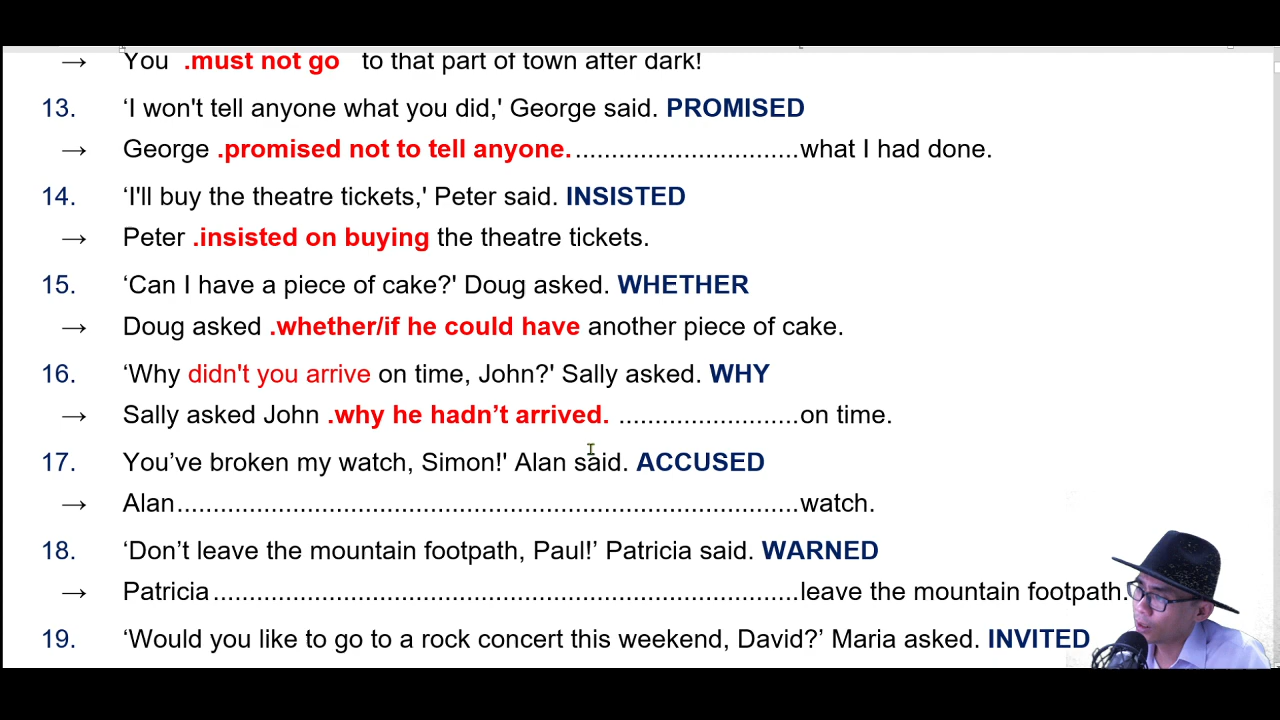 → You .must not go to that part of town after dark!
13. ‘I won't tell anyone what you did,' George said. PROMISED
→ George .promised not to tell anyone................................what I had done.
14. ‘I'll buy the theatre tickets,' Peter said. INSISTED
→ Peter .insisted on buying the theatre tickets.
15. ‘Can I have a piece of cake?' Doug asked. WHETHER
→ Doug asked .whether/if he could have another piece of cake.
16. ‘Why didn't you arrive on time, John?' Sally asked. WHY
→ Sally asked John .why he hadn’t arrived. .........................on time.
17. You’ve broken my watch, Simon!' Alan said. ACCUSED
→ Alan......................................................................................watch.
18. ‘Don’t leave the mountain footpath, Paul!’ Patricia said. WARNED
→ Patricia.................................................................................leave the mountain footpath.
19. ‘Would you like to go to a rock concert this weekend, David?’ Maria asked. INVITED